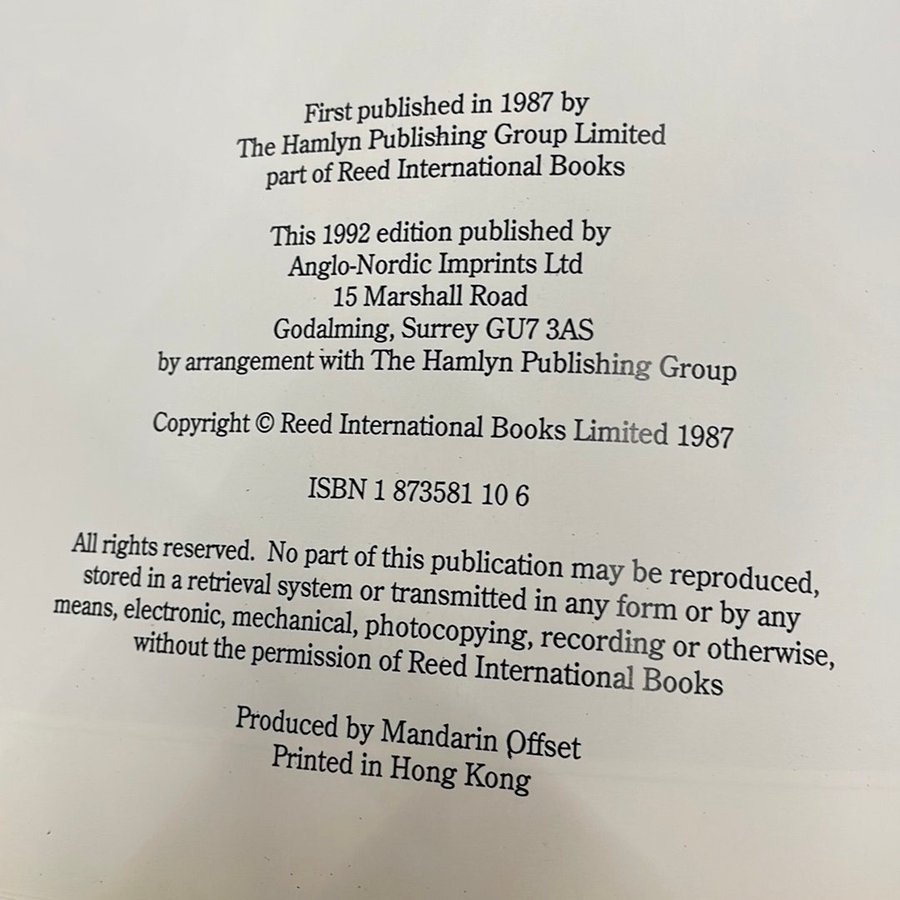 First published in 1987 by
The Hamlyn Publishing Group Limited
part of Reed International Books
This 1992 edition published by
Anglo-Nordic Imprints Ltd
15 Marshall Road
Godalming, Surrey GU7 3AS
by arrangement with The Hamlyn Publishing Group
Copyright © Reed International Books Limited 1987
ISBN 1 873581 10 6
All rights reserved. No part of this publication may be reproduced,
stored in a retrieval system or transmitted in any form or by any
means, electronic, mechanical, photocopying, recording or otherwise,
without the permission of Reed International Books
Produced by Mandarin Offset
Printed in Hong Kong